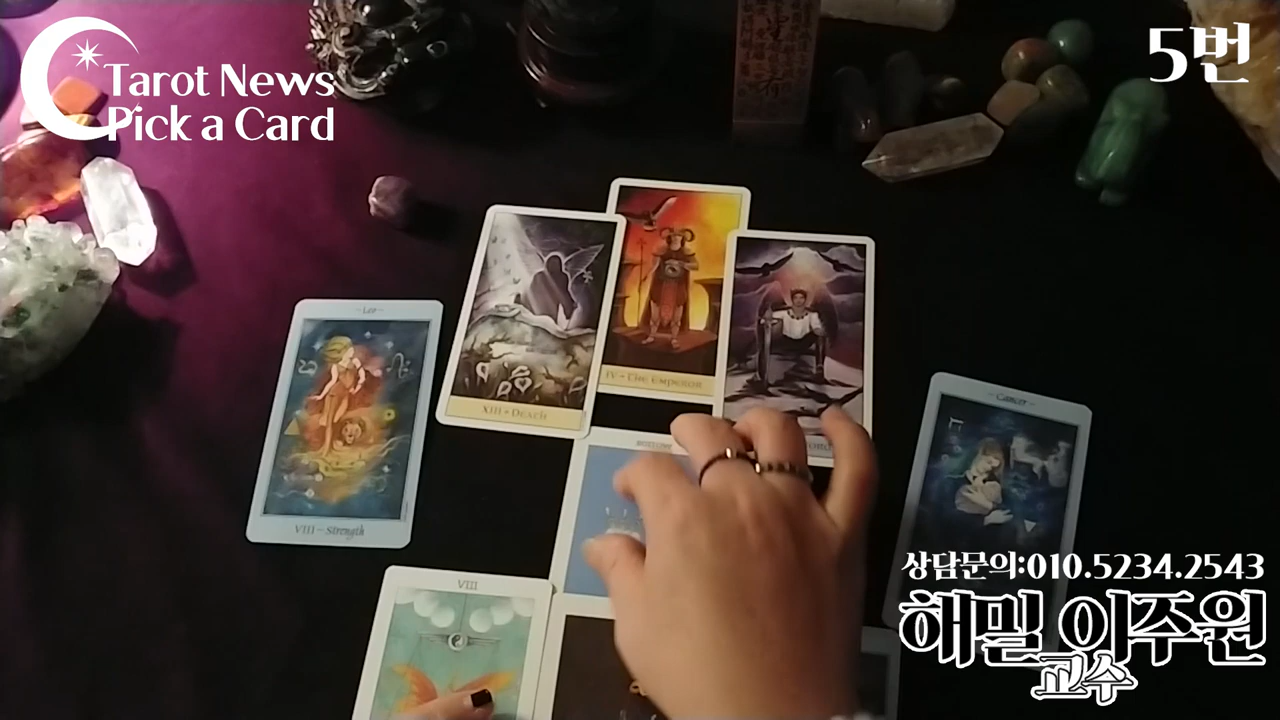 Tarot News
Pick a Card
5번
IV • The Emperor
XIII • Death
– Leo –
VIII – Strength
– Cancer –
VIII
상담문의:010.5234.2543
해밀 이주원
교수